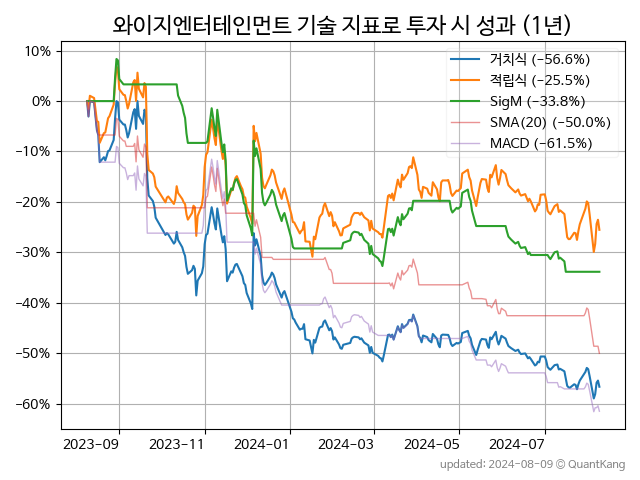 와이지엔터테인먼트 기술 지표로 투자 시 성과 (1년)
거치식 (−56.6%)
적립식 (−25.5%)
SigM (−33.8%)
SMA(20) (−50.0%)
MACD (−61.5%)
10%
0%
−10%
−20%
−30%
−40%
−50%
−60%
2023-09 2023-11 2024-01 2024-03 2024-05 2024-07
updated: 2024-08-09 © QuantKang